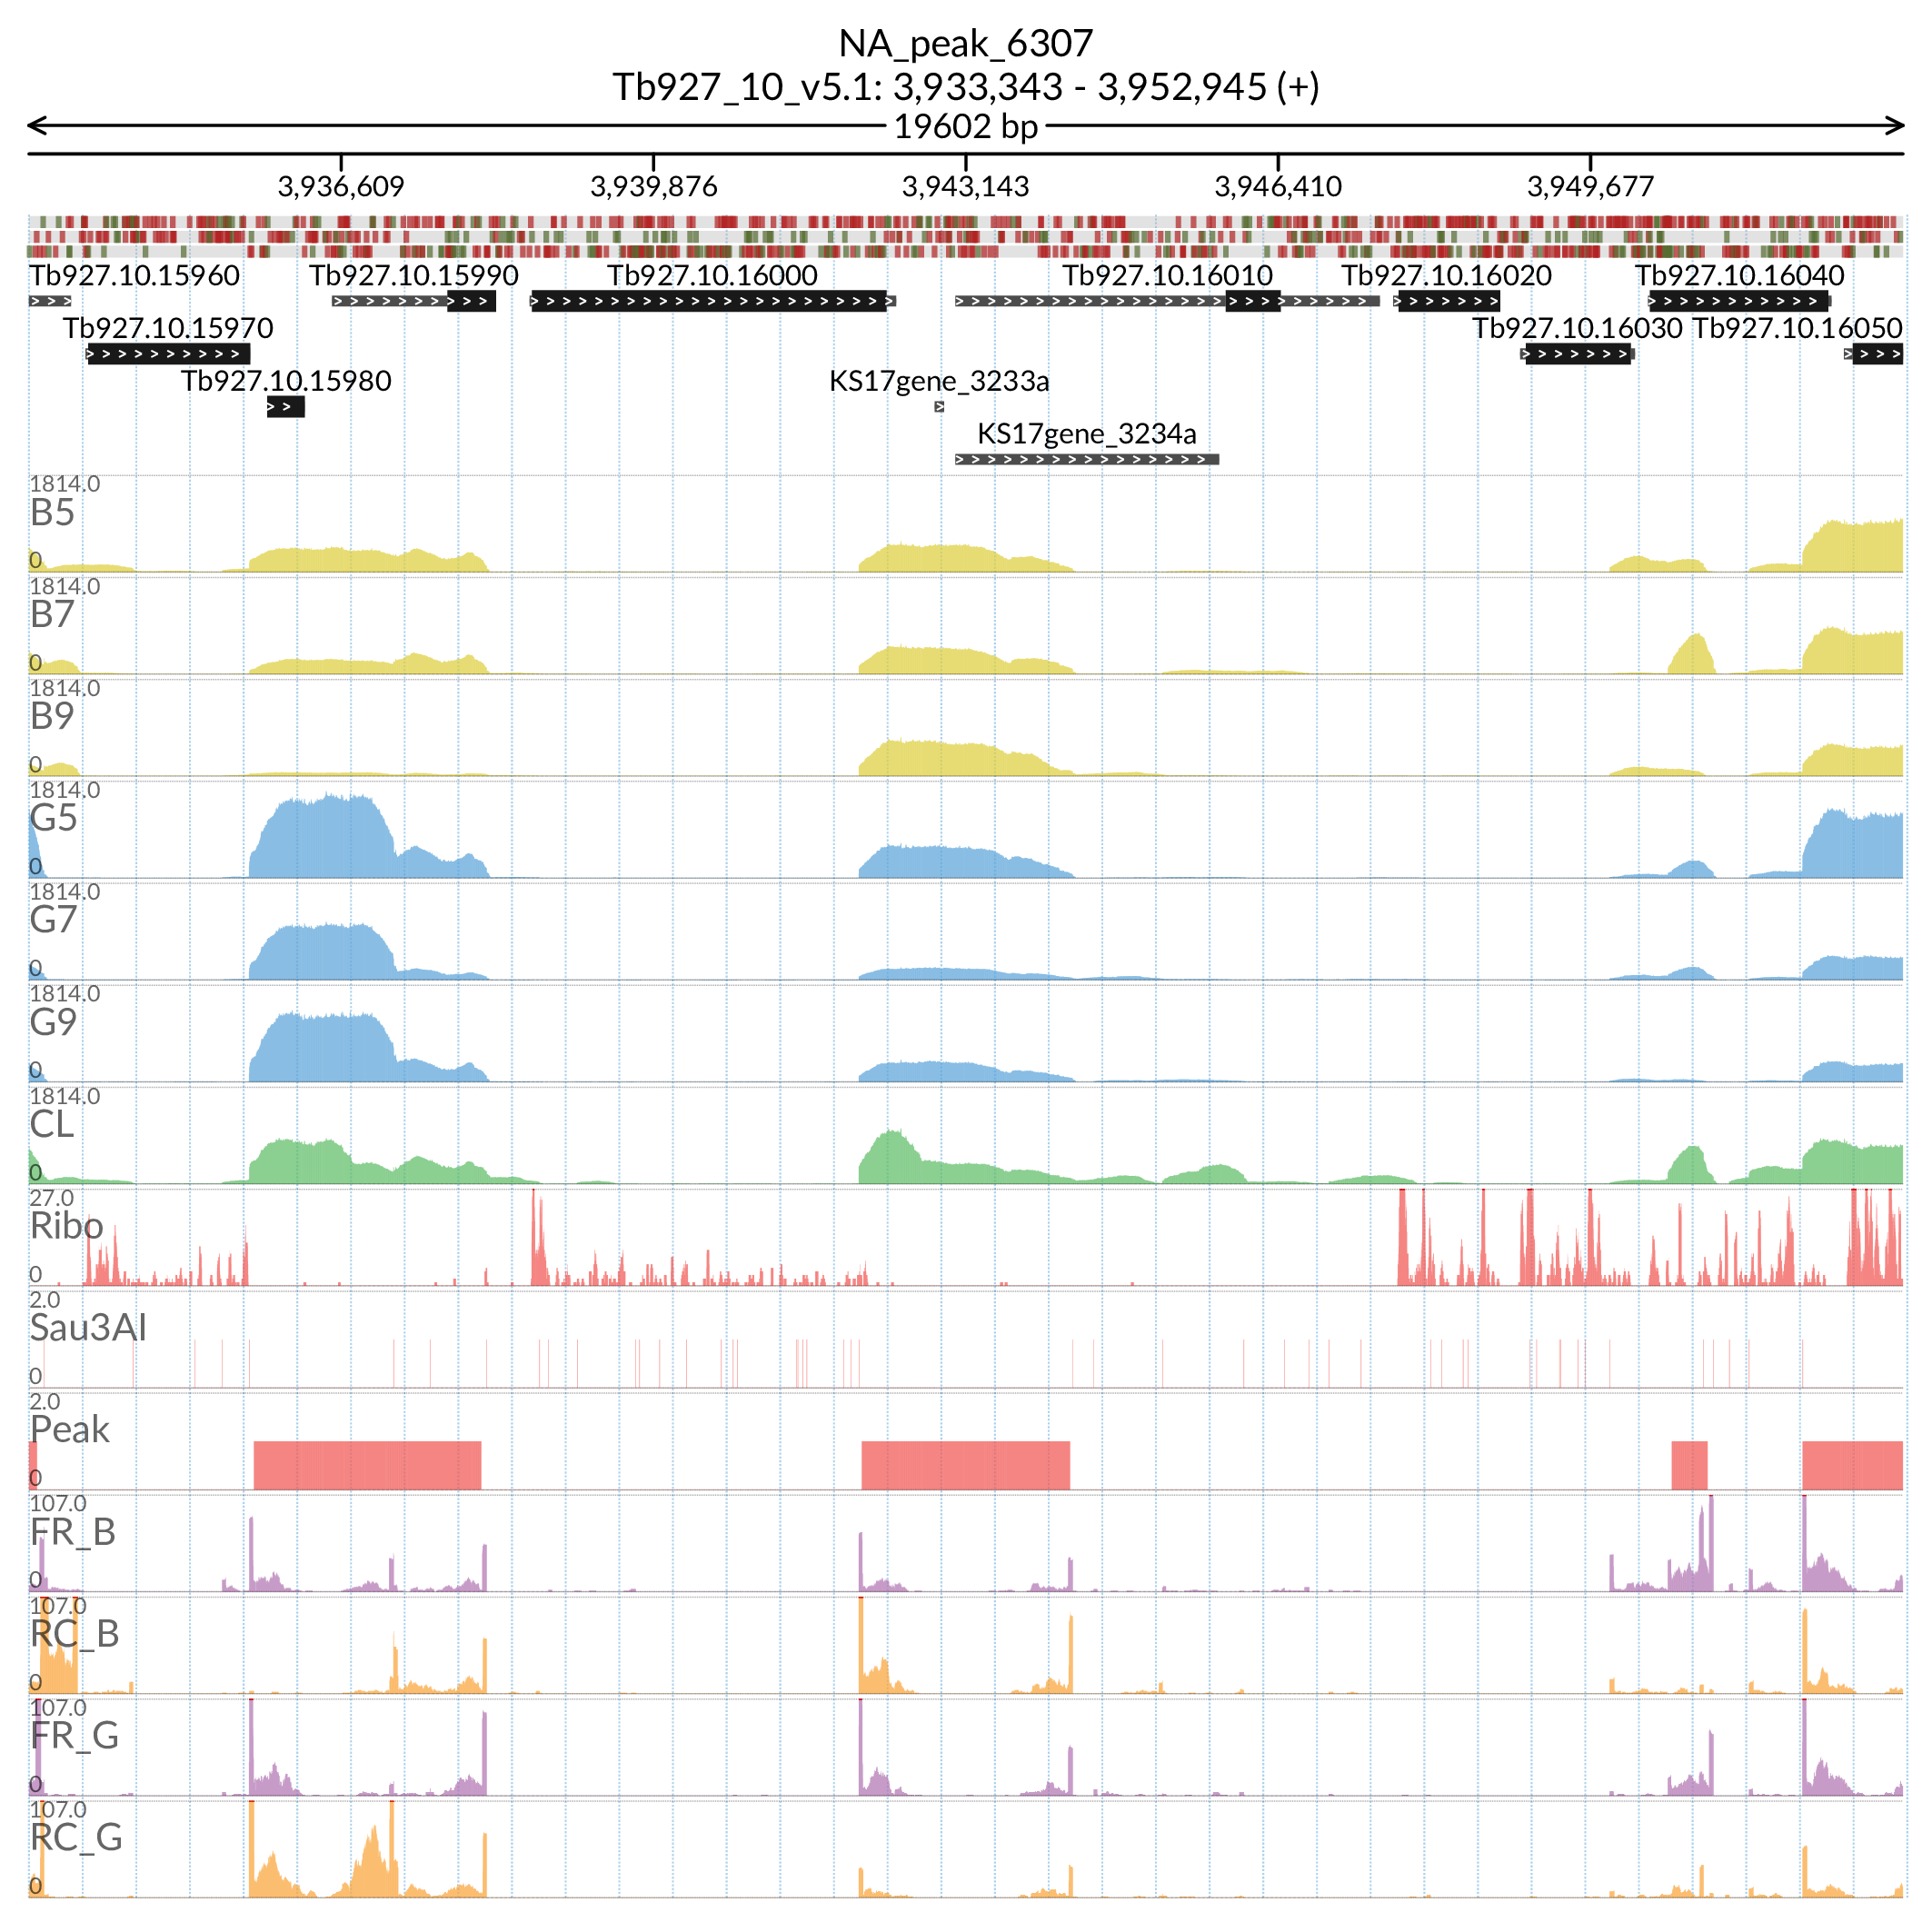 NA_peak_6307
Tb927_10_v5.1: 3,933,343 - 3,952,945 (+)
19602 bp
3,936,609 3,939,876 3,943,143 3,946,410 3,949,677
Tb927.10.15960 Tb927.10.15990 Tb927.10.16000 Tb927.10.16010 Tb927.10.16020 Tb927.10.16040
Tb927.10.15970 Tb927.10.16030 Tb927.10.16050
Tb927.10.15980 KS17gene_3233a
KS17gene_3234a
1814.0
B5
0
1814.0
B7
0
1814.0
B9
0
1814.0
G5
0
1814.0
G7
0
1814.0
G9
0
1814.0
CL
0
27.0
Ribo
0
2.0
Sau3AI
0
2.0
Peak
0
107.0
FR_B
0
107.0
RC_B
0
107.0
FR_G
0
107.0
RC_G
0